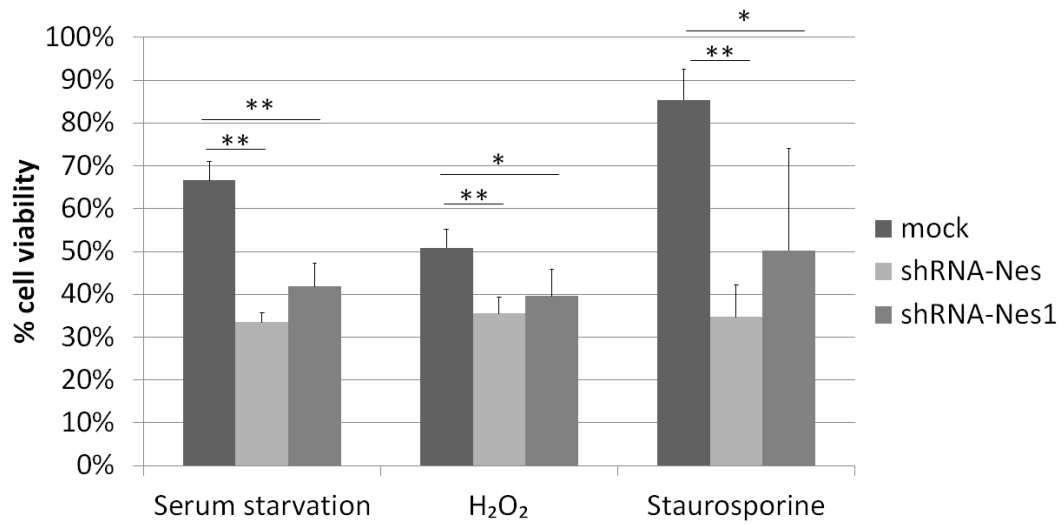 % cell viability
100%
90%
80%
70%
60%
50%
40%
30%
20%
10%
0%
**
**
*
**
*
**
Serum starvation
H₂O₂
Staurosporine
mock
shRNA-Nes
shRNA-Nes1